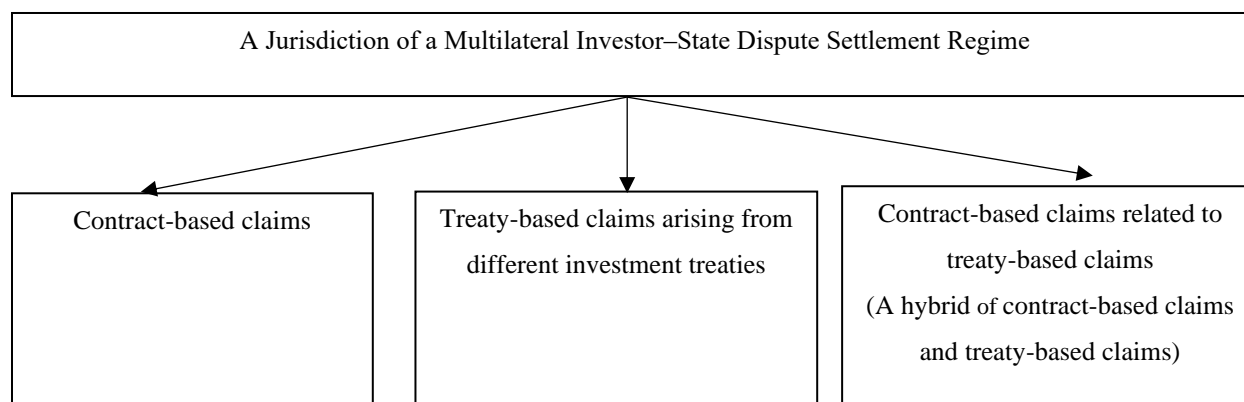 A Jurisdiction of a Multilateral Investor–State Dispute Settlement Regime
Contract-based claims
Treaty-based claims arising from
different investment treaties
Contract-based claims related to
treaty-based claims
(A hybrid of contract-based claims
and treaty-based claims)